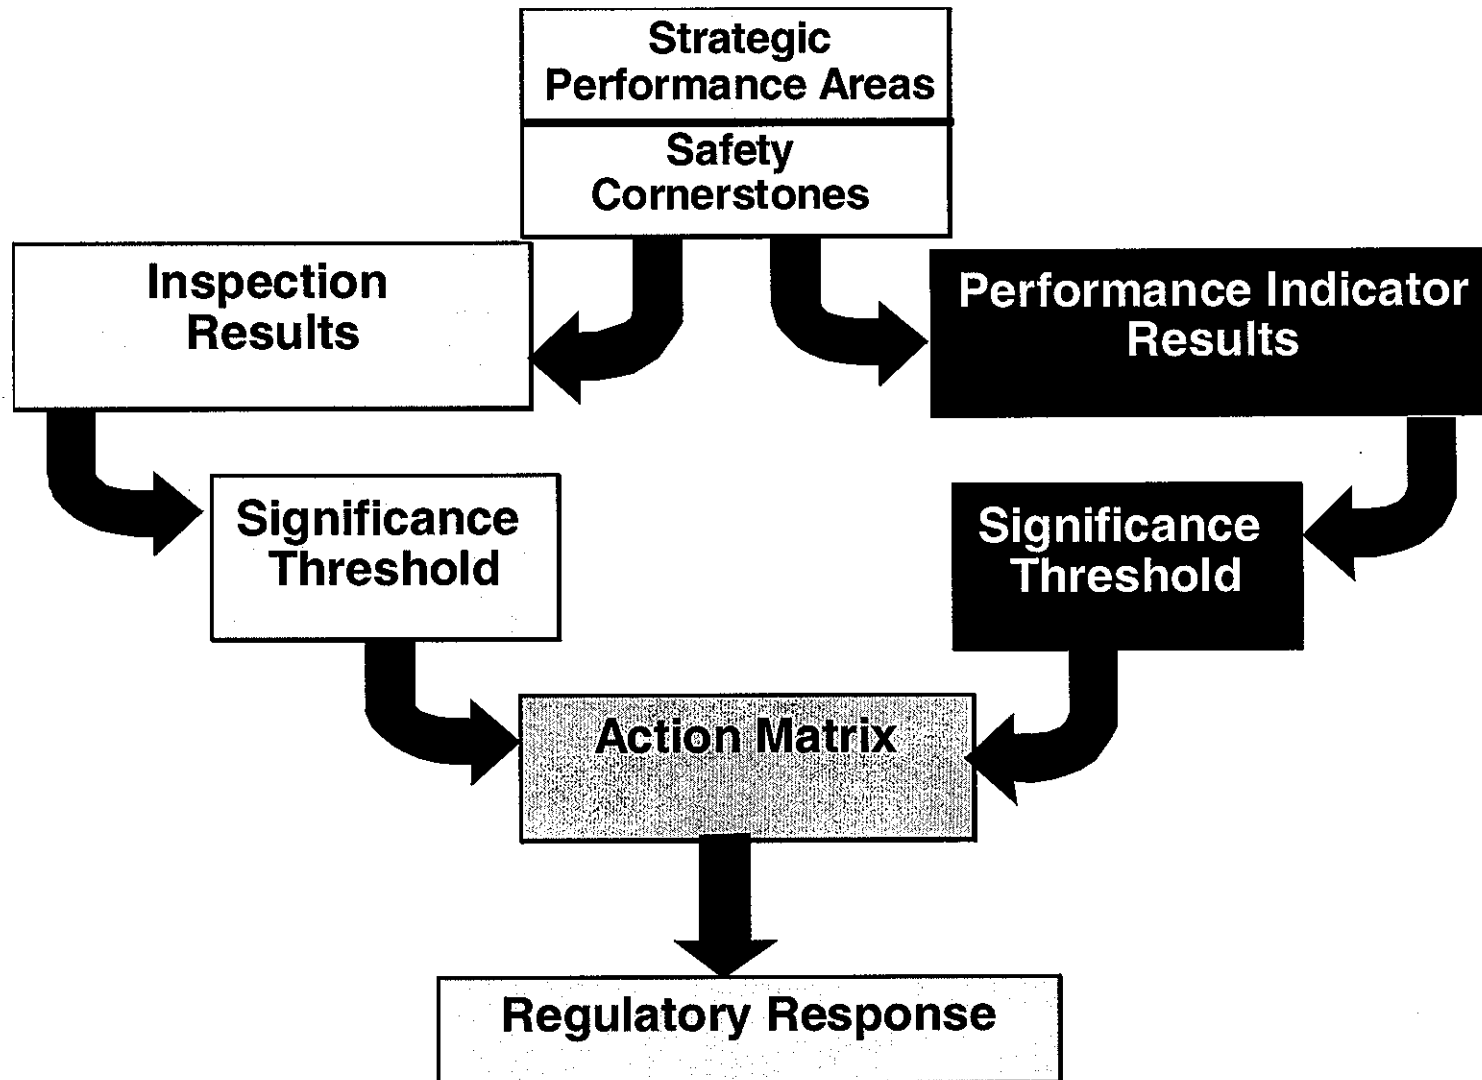 Strategic
Performance Areas
Safety
Cornerstones
Inspection
Results
Performance Indicator
Results
Significance
Threshold
Significance
Threshold
Action Matrix
Regulatory Response